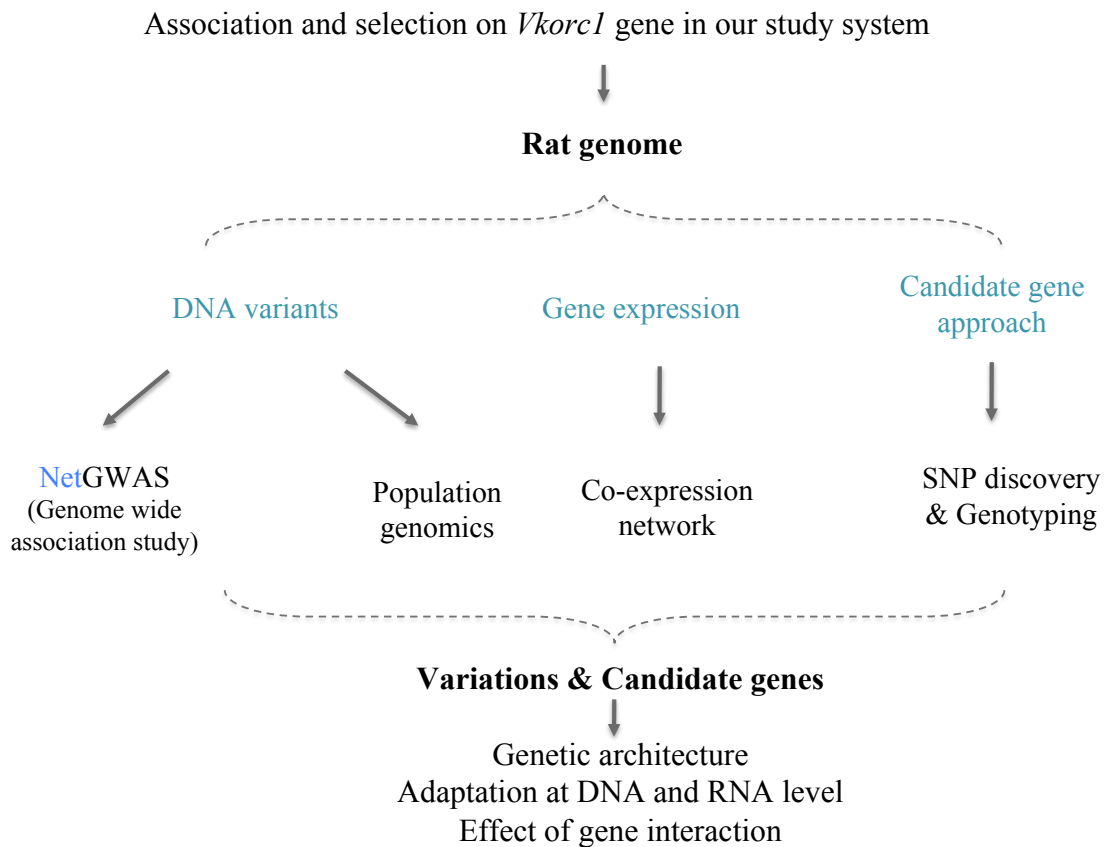 Association and selection on Vkorc1 gene in our study system
Rat genome
DNA variants
Gene expression
Candidate gene
approach
NetGWAS
(Genome wide
association study)
Population
genomics
Co-expression
network
SNP discovery
& Genotyping
Variations & Candidate genes
Genetic architecture
Adaptation at DNA and RNA level
Effect of gene interaction